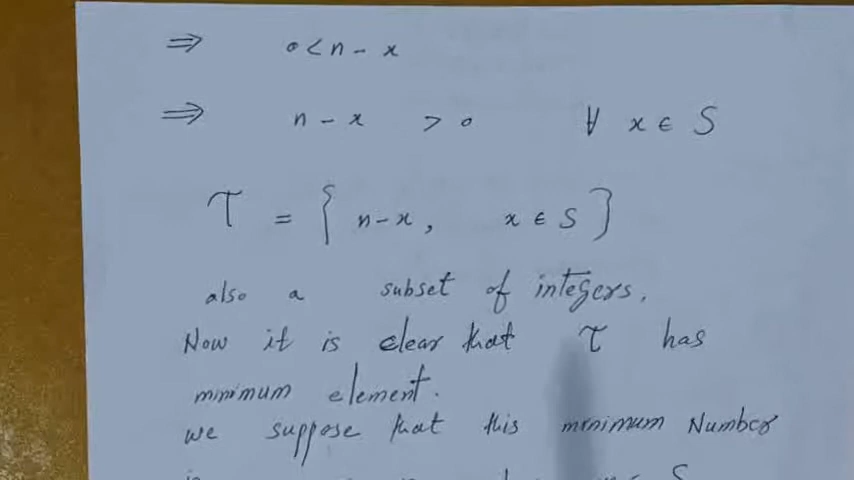 ⇒ 0 < n - x
⇒ n - x > 0 ∀ x ∈ S
T = { n-x, x ∈ S }
also a subset of integers.
Now it is clear that T has
minimum element.
we suppose that this minimum Number